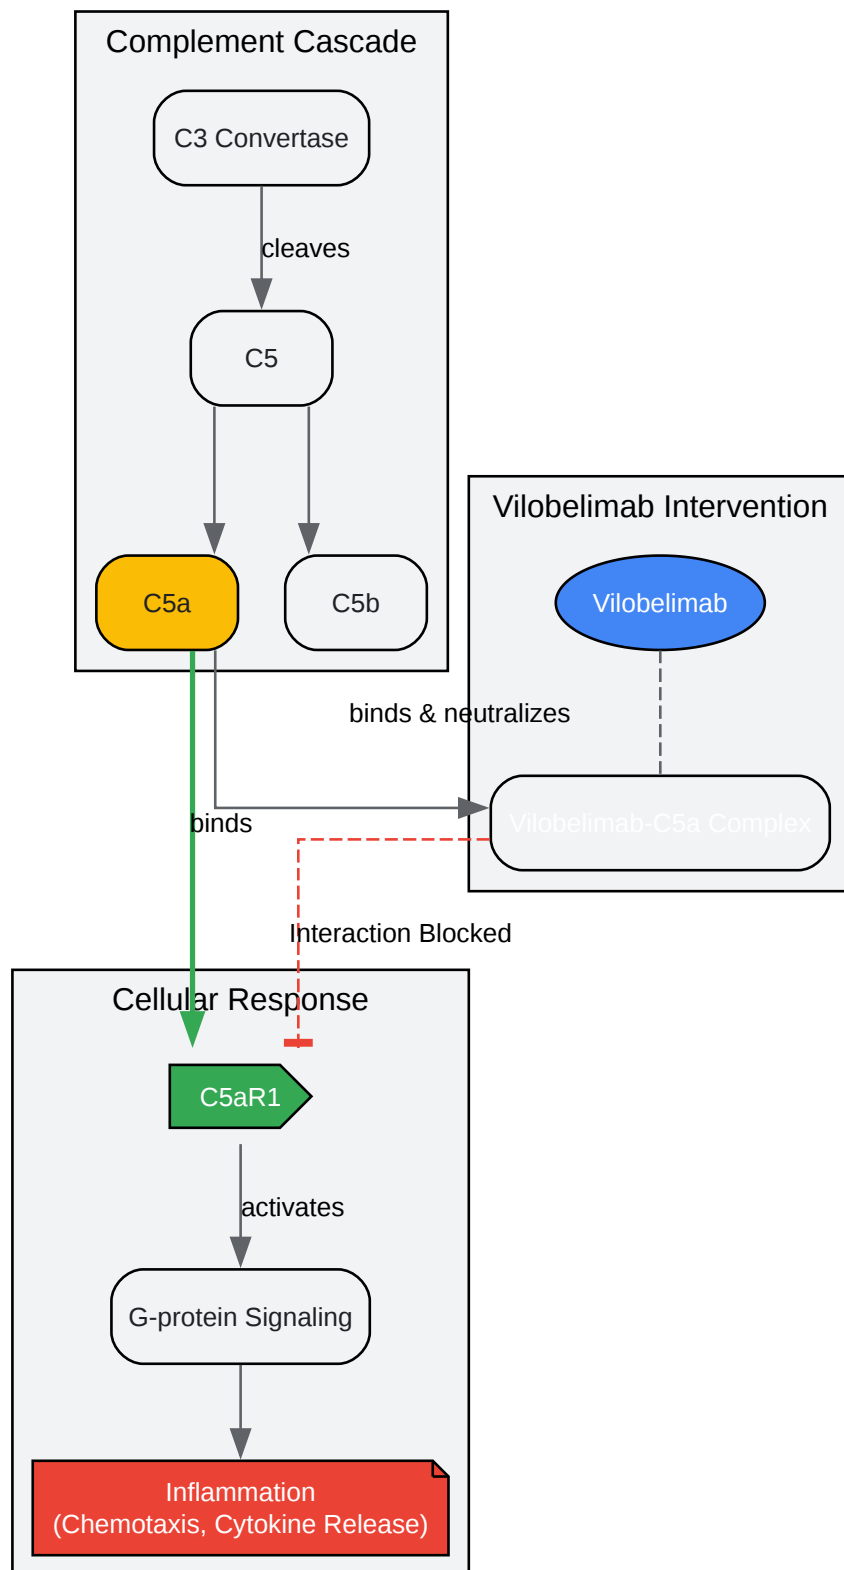 Complement Cascade
C3 Convertase
cleaves
C5
C5a
C5b
Vilobelimab Intervention
Vilobelimab
binds & neutralizes
Vilobelimab-C5a Complex
binds
Interaction Blocked
Cellular Response
C5aR1
activates
G-protein Signaling
Inflammation
(Chemotaxis, Cytokine Release)